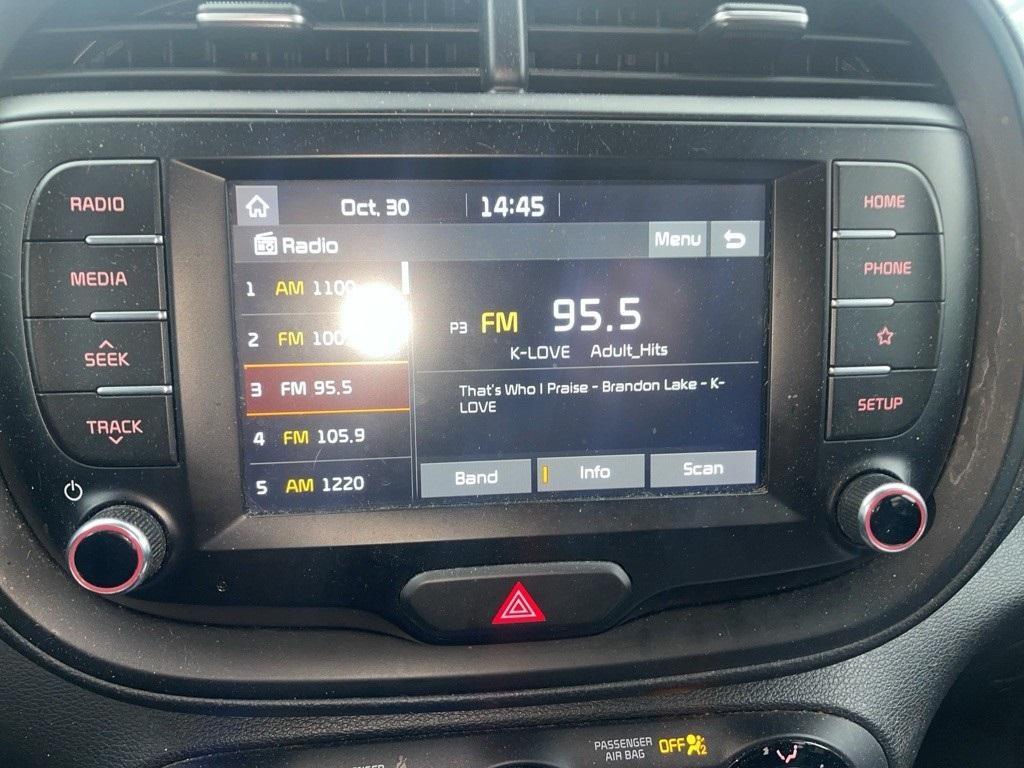 Oct, 30 14:45
Radio Menu
RADIO
MEDIA
SEEK
TRACK
1 AM 1100
2 FM
3 FM 95.5
4 FM 105.9
5 AM 1220
P3 FM 95.5
K-LOVE Adult_Hits
That's Who I Praise - Brandon Lake - K-
LOVE
Band Info Scan
HOME
PHONE
SETUP
PASSENGER
AIR BAG
OFF
2